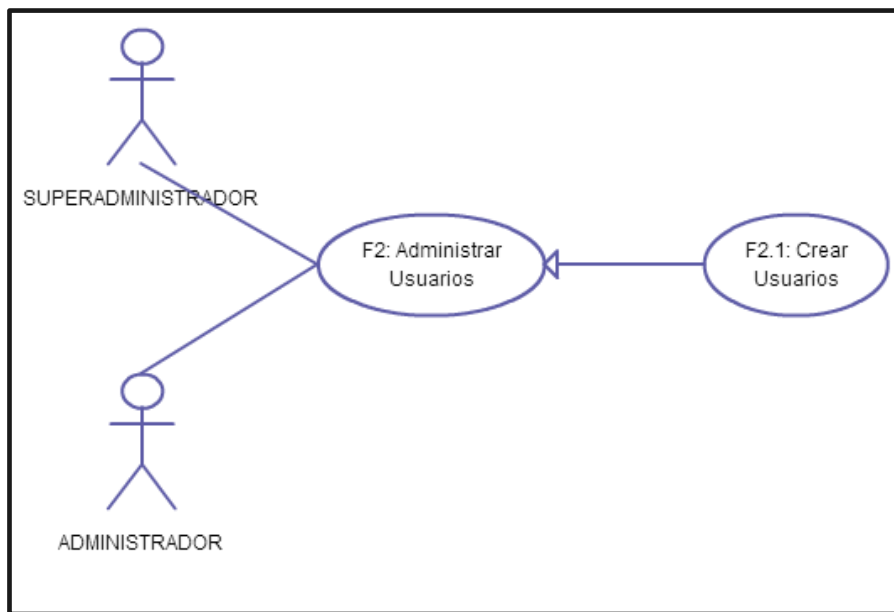 SUPERADMINISTRADOR
F2: Administrar
Usuarios
F2.1: Crear
Usuarios
ADMINISTRADOR